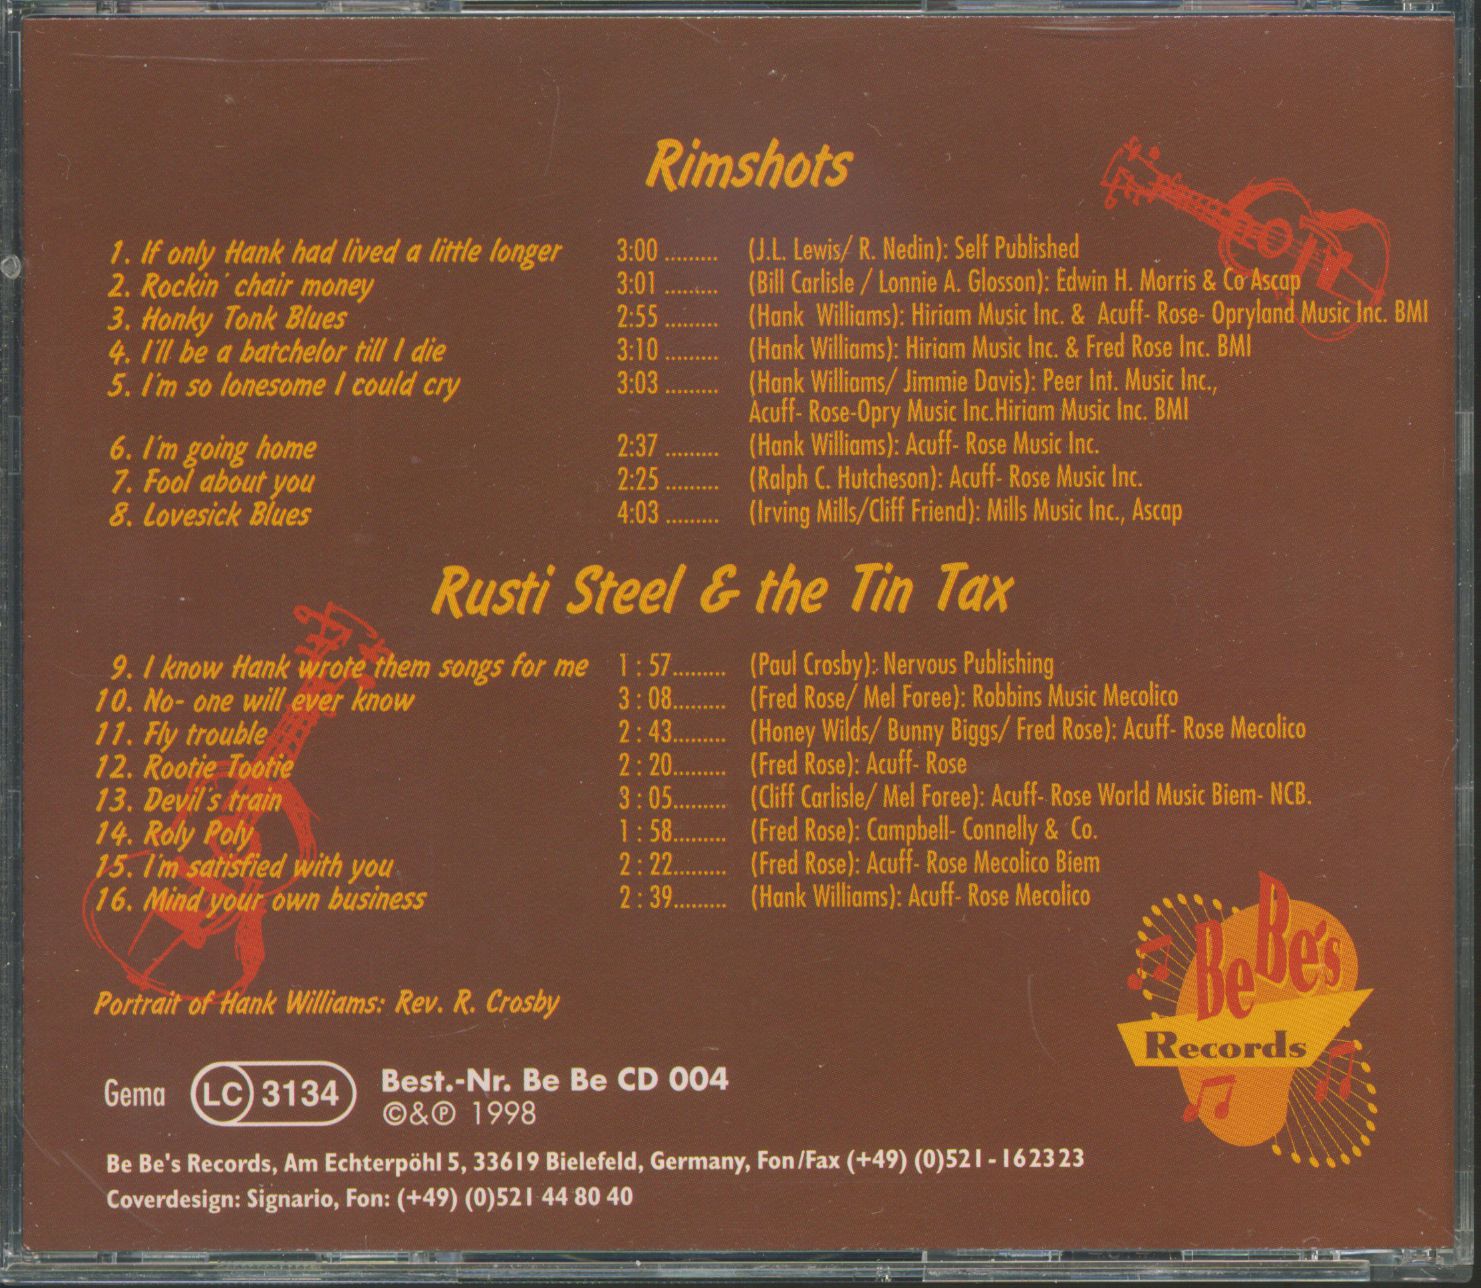 Rimshots
1. If only Hank had lived a little longer 3:00 ......... (J.L. Lewis/ R. Nedin): Self Published
2. Rockin' chair money 3:01 ......... (Bill Carlisle / Lonnie A. Glosson): Edwin H. Morris & Co Ascap
3. Honky Tonk Blues 2:55 ......... (Hank Williams): Hiriam Music Inc. & Acuff- Rose- Opryland Music Inc. BMI
4. I'll be a batchelor till I die 3:10 ......... (Hank Williams): Hiriam Music Inc. & Fred Rose Inc. BMI
5. I'm so lonesome I could cry 3:03 ......... (Hank Williams/ Jimmie Davis): Peer Int. Music Inc.,
Acuff- Rose-Opry Music Inc.Hiriam Music Inc. BMI
6. I'm going home 2:37 ......... (Hank Williams): Acuff- Rose Music Inc.
7. Fool about you 2:25 ......... (Ralph C. Hutcheson): Acuff- Rose Music Inc.
8. Lovesick Blues 4:03 ......... (Irving Mills/Cliff Friend): Mills Music Inc., Ascap
Rusti Steel & the Tin Tax
9. I know Hank wrote them songs for me 1 : 57......... (Paul Crosby): Nervous Publishing
10. No- one will ever know 3 : 08......... (Fred Rose/ Mel Foree): Robbins Music Mecolico
11. Fly trouble 2 : 43......... (Honey Wilds/ Bunny Biggs/ Fred Rose): Acuff- Rose Mecolico
12. Rootie Tootie 2 : 20......... (Fred Rose): Acuff- Rose
13. Devil's train 3 : 05......... (Cliff Carlisle/ Mel Foree): Acuff- Rose World Music Biem- NCB.
14. Roly Poly 1 : 58......... (Fred Rose): Campbell- Connelly & Co.
15. I'm satisfied with you 2 : 22......... (Fred Rose): Acuff- Rose Mecolico Biem
16. Mind your own business 2 : 39......... (Hank Williams): Acuff- Rose Mecolico
Portrait of Hank Williams: Rev. R. Crosby
BeBe's
Records
Gema LC 3134 Best.-Nr. Be Be CD 004
©&℗ 1998
Be Be's Records, Am Echterpöhl 5, 33619 Bielefeld, Germany, Fon/Fax (+49) (0)521-162323
Coverdesign: Signario, Fon: (+49) (0)521 44 80 40